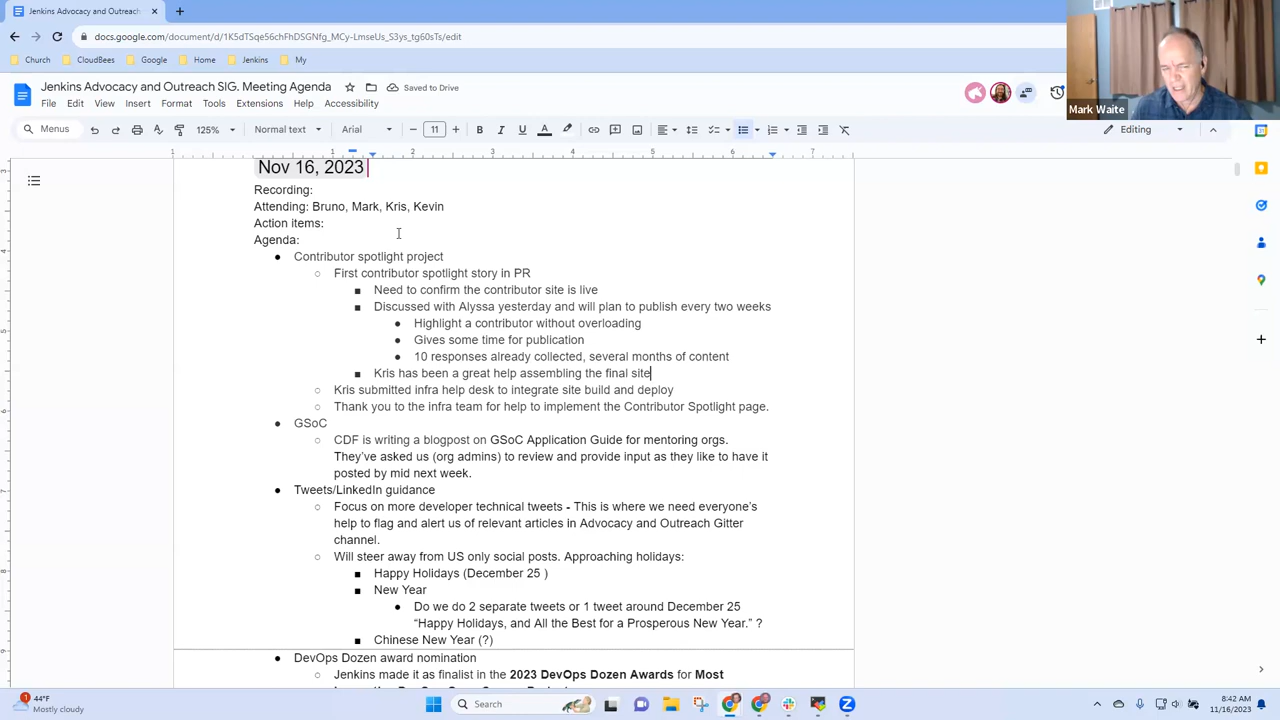 Jenkins Advocacy and Outreach
docs.google.com/document/d/1K5dTSqe56chFhDSGNfg_MCy-LmseUs_S3ys_tg60sTs/edit
Church CloudBees Google Home Jenkins My
Jenkins Advocacy and Outreach SIG. Meeting Agenda Saved to Drive
File Edit View Insert Format Tools Extensions Help Accessibility
Mark Waite
Menus 125% Normal text Arial 11 B I U A Editing
1 1 2 3 4 5 6 7
Nov 16, 2023
Recording:
Attending: Bruno, Mark, Kris, Kevin
Action items:
Agenda:
Contributor spotlight project
First contributor spotlight story in PR
Need to confirm the contributor site is live
Discussed with Alyssa yesterday and will plan to publish every two weeks
Highlight a contributor without overloading
Gives some time for publication
10 responses already collected, several months of content
Kris has been a great help assembling the final site
Kris submitted infra help desk to integrate site build and deploy
Thank you to the infra team for help to implement the Contributor Spotlight page.
GSoC
CDF is writing a blogpost on GSoC Application Guide for mentoring orgs.
They've asked us (org admins) to review and provide input as they like to have it
posted by mid next week.
Tweets/LinkedIn guidance
Focus on more developer technical tweets - This is where we need everyone's
help to flag and alert us of relevant articles in Advocacy and Outreach Gitter
channel.
Will steer away from US only social posts. Approaching holidays:
Happy Holidays (December 25 )
New Year
Do we do 2 separate tweets or 1 tweet around December 25
“Happy Holidays, and All the Best for a Prosperous New Year.” ?
Chinese New Year (?)
DevOps Dozen award nomination
Jenkins made it as finalist in the 2023 DevOps Dozen Awards for Most
1
44°F
Mostly cloudy
Search
8:42 AM
11/16/2023